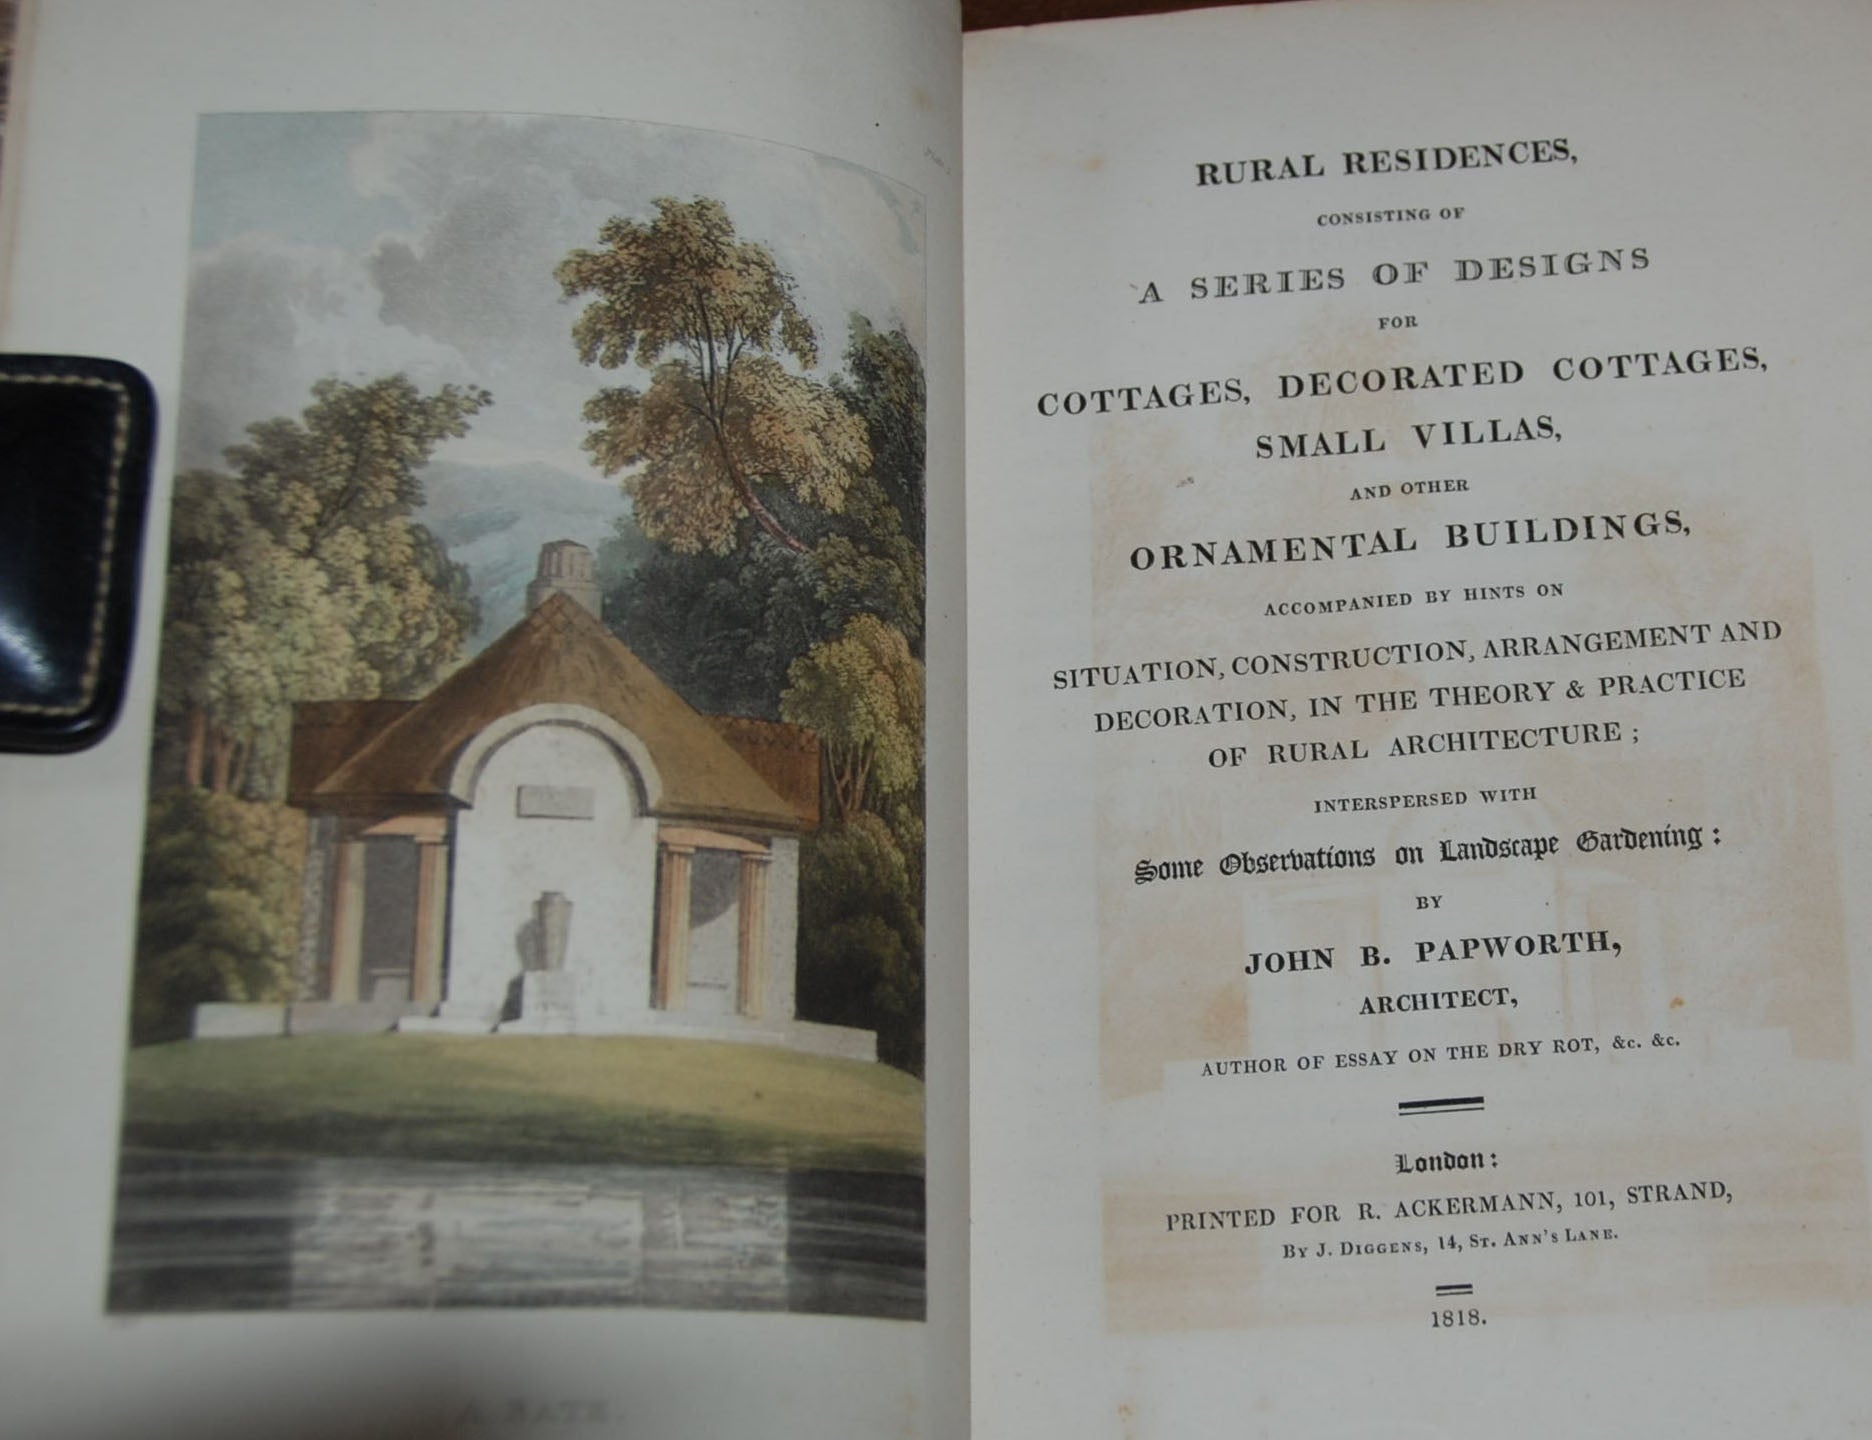 A BATH.
RURAL RESIDENCES,
CONSISTING OF
A SERIES OF DESIGNS
FOR
COTTAGES, DECORATED COTTAGES,
SMALL VILLAS,
AND OTHER
ORNAMENTAL BUILDINGS,
ACCOMPANIED BY HINTS ON
SITUATION, CONSTRUCTION, ARRANGEMENT AND
DECORATION, IN THE THEORY & PRACTICE
OF RURAL ARCHITECTURE;
INTERSPERSED WITH
Some Observations on Landscape Gardening:
BY
JOHN B. PAPWORTH,
ARCHITECT,
AUTHOR OF ESSAY ON THE DRY ROT, &c. &c.
London:
PRINTED FOR R. ACKERMANN, 101, STRAND,
BY J. DIGGENS, 14, ST. ANN'S LANE.
1818.